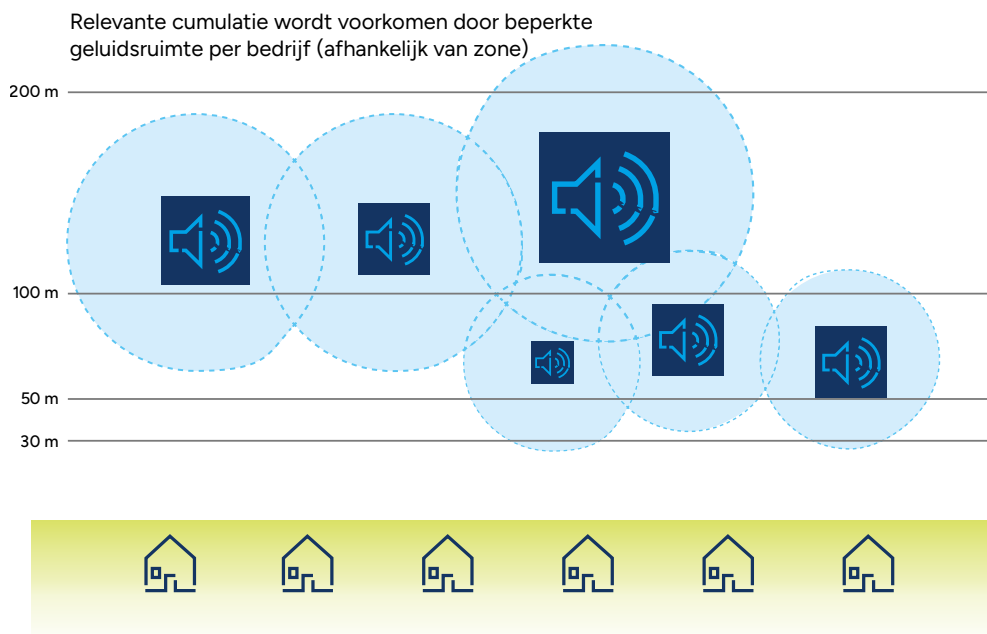 Relevante cumulatie wordt voorkomen door beperkte
geluidsruimte per bedrijf (afhankelijk van zone)
200 m
100 m
50 m
30 m